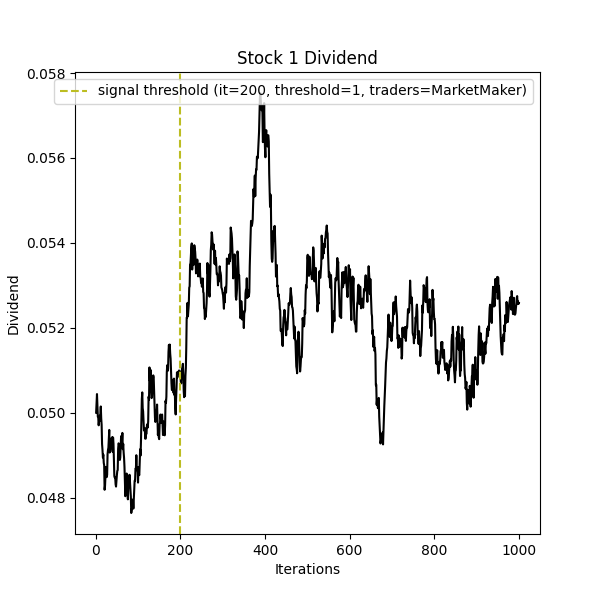 Stock 1 Dividend
signal threshold (it=200, threshold=1, traders=MarketMaker)
0.058
0.056
0.054
0.052
0.050
0.048
Dividend
0 200 400 600 800 1000
Iterations